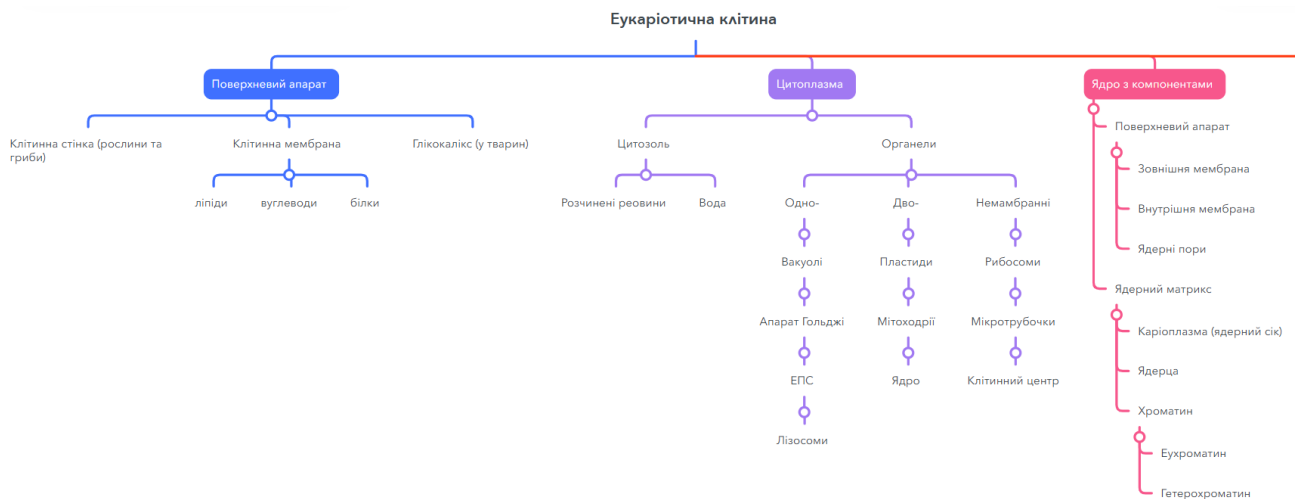 Еукаріотична клітина
Поверхневий апарат
Цитоплазма
Ядро з компонентами
Клітинна стінка (рослини та
гриби)
Клітинна мембрана
Глікокалікс (у тварин)
ліпіди
вуглеводи
білки
Цитозоль
Органели
Розчинені реовини
Вода
Одно-
Дво-
Немамбранні
Вакуолі
Пластиди
Рибосоми
Апарат Гольджі
Мітоходрії
Мікротрубочки
ЕПС
Ядро
Клітинний центр
Лізосоми
Поверхневий апарат
Зовнішня мембрана
Внутрішня мембрана
Ядерні пори
Ядерний матрикс
Каріоплазма (ядерний сік)
Ядерца
Хроматин
Еухроматин
Гетерохроматин